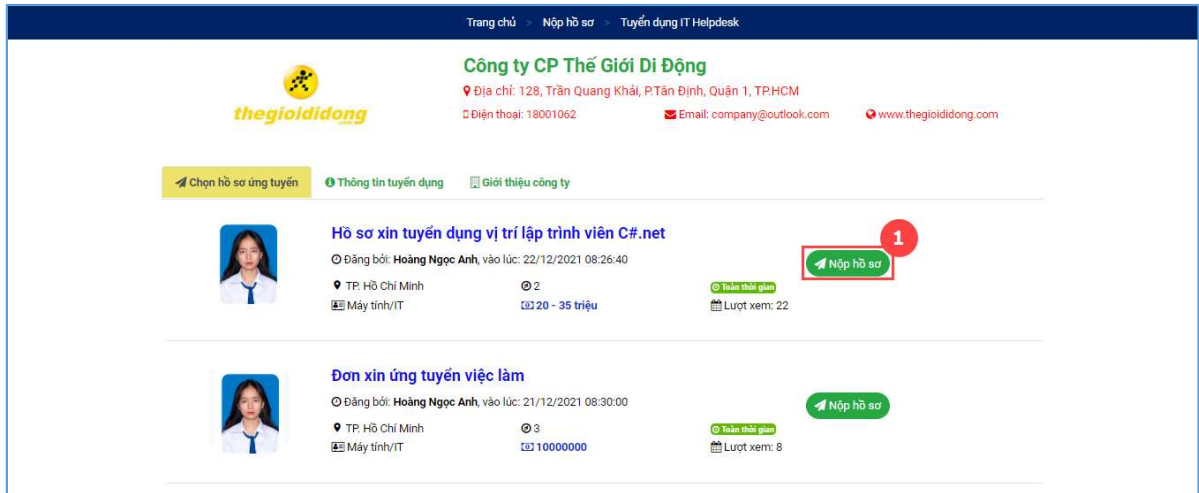 Trang chủ > Nộp hồ sơ > Tuyển dụng IT Helpdesk
thegioididong
.com
Công ty CP Thế Giới Di Động
Địa chỉ: 128, Trần Quang Khải, P.Tân Định, Quận 1, TP.HCM
Điện thoại: 18001062 Email: company@outlook.com www.thegioididong.com
Chọn hồ sơ ứng tuyển Thông tin tuyển dụng Giới thiệu công ty
Hồ sơ xin tuyển dụng vị trí lập trình viên C#.net
1
Đăng bởi: Hoàng Ngọc Anh, vào lúc: 22/12/2021 08:26:40
Nộp hồ sơ
TP. Hồ Chí Minh 2 Toàn thời gian
Máy tính/IT 20 - 35 triệu Lượt xem: 22
Đơn xin ứng tuyển việc làm
Đăng bởi: Hoàng Ngọc Anh, vào lúc: 21/12/2021 08:30:00
Nộp hồ sơ
TP. Hồ Chí Minh 3 Toàn thời gian
Máy tính/IT 10000000 Lượt xem: 8